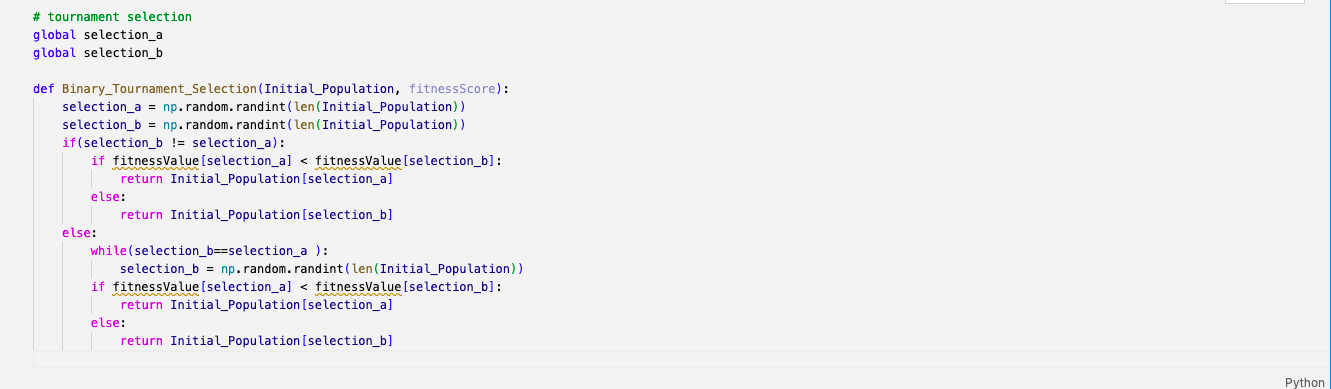 # tournament selection
global selection_a
global selection_b
def Binary_Tournament_Selection(Initial_Population, fitnessScore):
    selection_a = np.random.randint(len(Initial_Population))
    selection_b = np.random.randint(len(Initial_Population))
    if(selection_b != selection_a):
        if fitnessValue[selection_a] < fitnessValue[selection_b]:
            return Initial_Population[selection_a]
        else:
            return Initial_Population[selection_b]
    else:
        while(selection_b==selection_a ):
            selection_b = np.random.randint(len(Initial_Population))
        if fitnessValue[selection_a] < fitnessValue[selection_b]:
            return Initial_Population[selection_a]
        else:
            return Initial_Population[selection_b]
Python